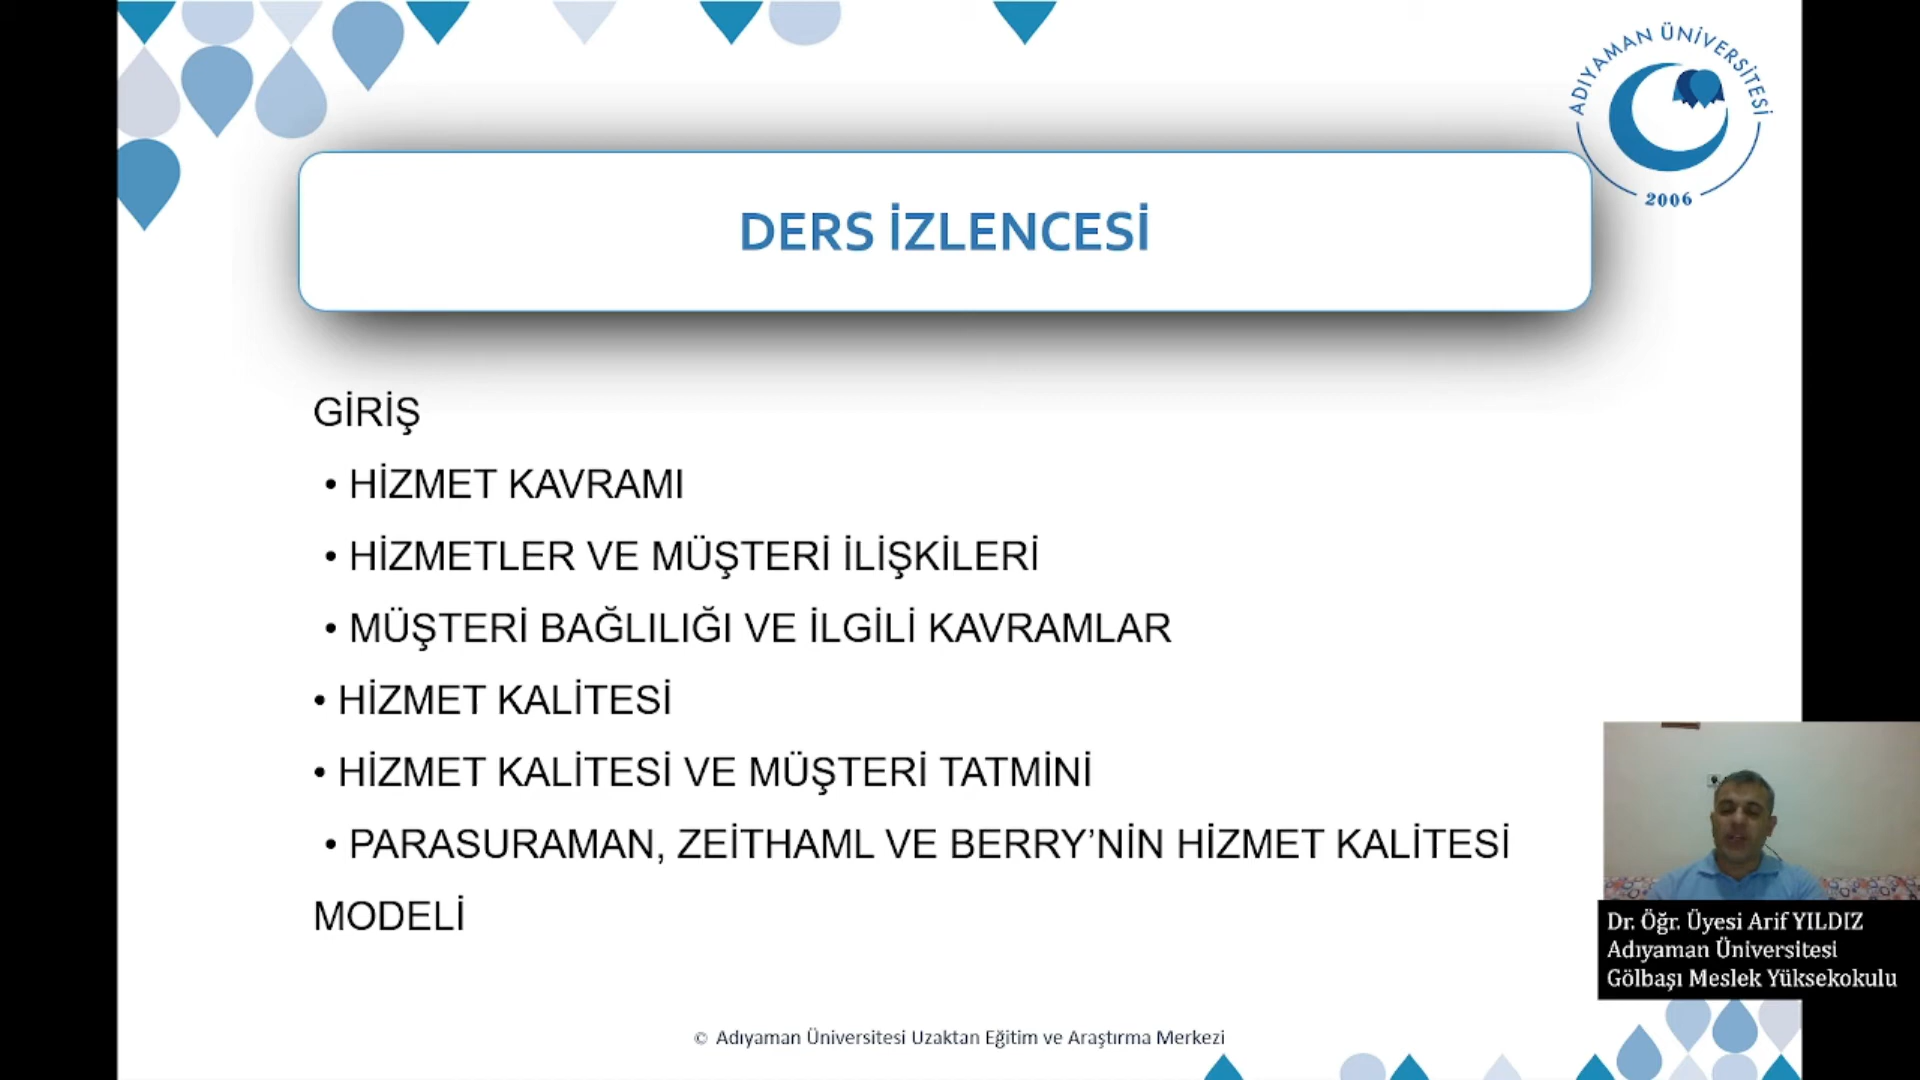 ADIYAMAN ÜNİVERSİTESİ
2006
DERS İZLENCESİ
GİRİŞ
• HİZMET KAVRAMI
• HİZMETLER VE MÜŞTERİ İLİŞKİLERİ
• MÜŞTERİ BAĞLILIĞI VE İLGİLİ KAVRAMLAR
• HİZMET KALİTESİ
• HİZMET KALİTESİ VE MÜŞTERİ TATMİNİ
• PARASURAMAN, ZEİTHAML VE BERRY’NİN HİZMET KALİTESİ
MODELİ
Dr. Öğr. Üyesi Arif YILDIZ
Adıyaman Üniversitesi
Gölbaşı Meslek Yüksekokulu
© Adıyaman Üniversitesi Uzaktan Eğitim ve Araştırma Merkezi